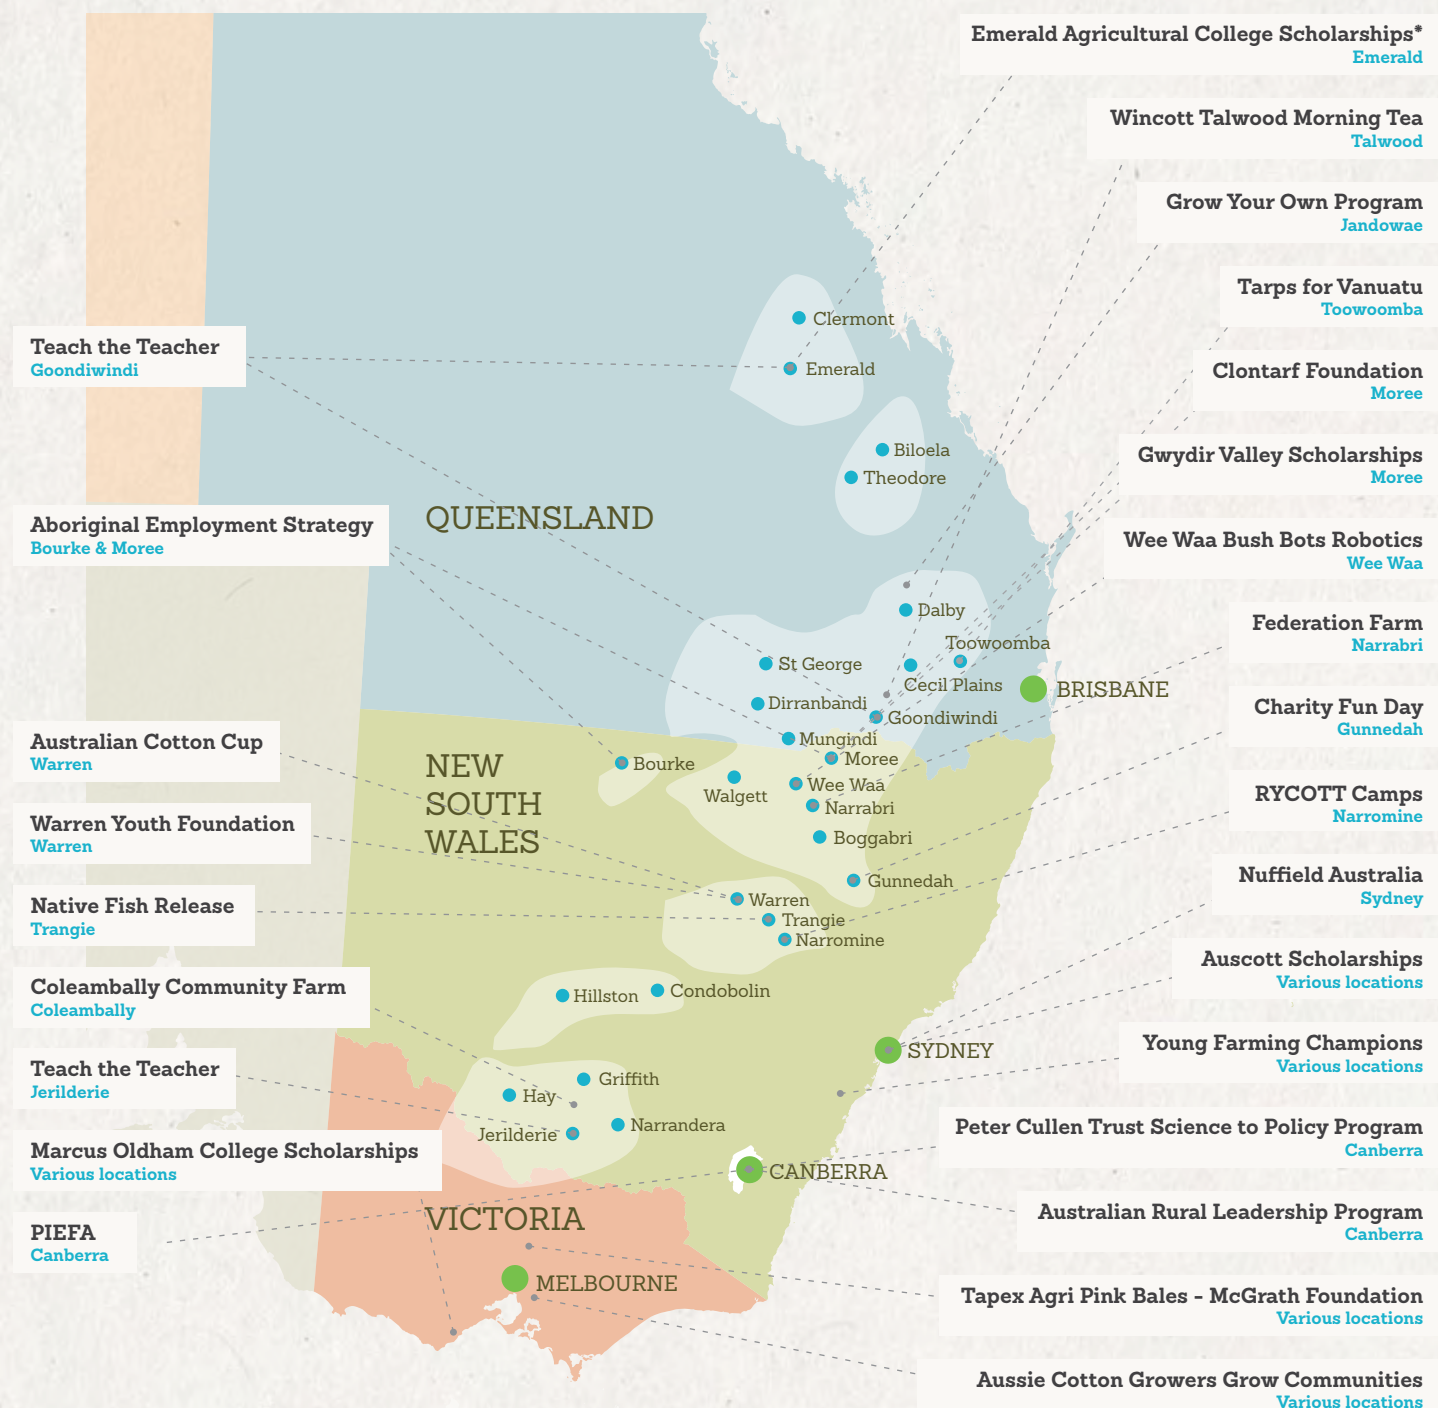 Emerald Agricultural College Scholarships*
Emerald
Wincott Talwood Morning Tea
Talwood
Grow Your Own Program
Jandowae
Tarps for Vanuatu
Toowoomba
Clontarf Foundation
Moree
Gwydir Valley Scholarships
Moree
Wee Waa Bush Bots Robotics
Wee Waa
Federation Farm
Narrabri
Charity Fun Day
Gunnedah
RYCOTT Camps
Narromine
Nuffield Australia
Sydney
Auscott Scholarships
Various locations
Young Farming Champions
Various locations
Peter Cullen Trust Science to Policy Program
Canberra
Australian Rural Leadership Program
Canberra
Tapex Agri Pink Bales - McGrath Foundation
Various locations
Aussie Cotton Growers Grow Communities
Various locations
Teach the Teacher
Goondiwindi
Aboriginal Employment Strategy
Bourke & Moree
Australian Cotton Cup
Warren
Warren Youth Foundation
Warren
Native Fish Release
Trangie
Coleambally Community Farm
Coleambally
Teach the Teacher
Jerilderie
Marcus Oldham College Scholarships
Various locations
PIEFA
Canberra
Clermont
Emerald
Biloela
Theodore
QUEENSLAND
Dalby
Toowoomba
St George
Cecil Plains
BRISBANE
Dirranbandi
Goondiwindi
Mungindi
NEW
SOUTH
WALES
Bourke
Moree
Walgett
Wee Waa
Narrabri
Boggabri
Gunnedah
Warren
Trangie
Narromine
Hillston
Condobolin
SYDNEY
Griffith
Hay
Jerilderie
Narrandera
CANBERRA
VICTORIA
MELBOURNE